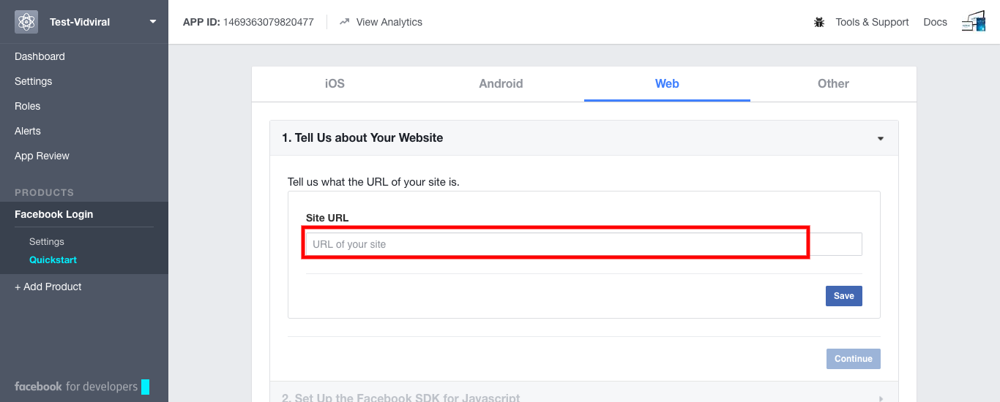 Test-Vidviral
APP ID: 1469363079820477
View Analytics
Tools & Support
Docs
Dashboard
Settings
Roles
Alerts
App Review
PRODUCTS
Facebook Login
Settings
Quickstart
+ Add Product
facebook for developers
iOS
Android
Web
Other
1. Tell Us about Your Website
Tell us what the URL of your site is.
Site URL
URL of your site
Save
Continue
2. Set Up the Facebook SDK for Javascript